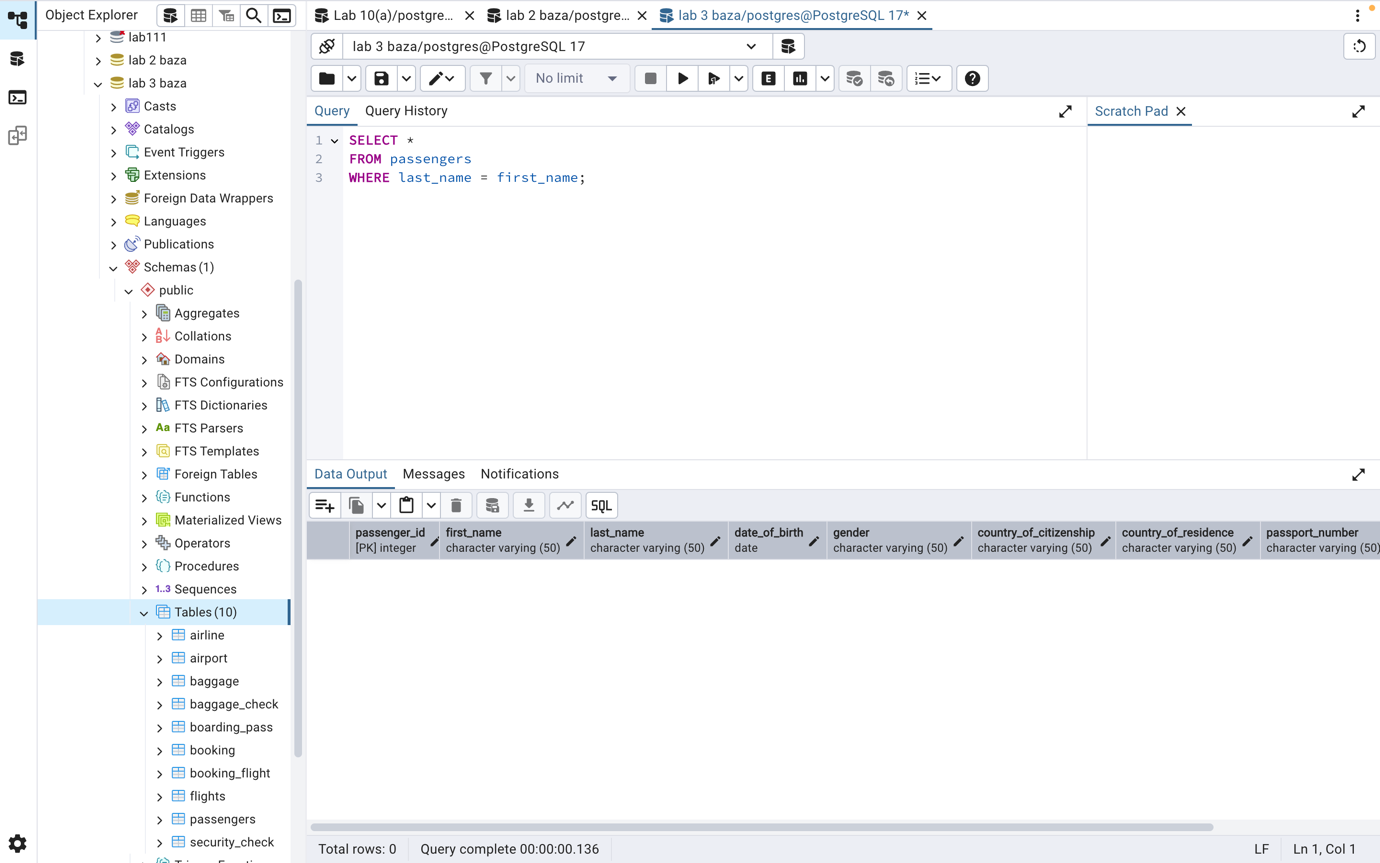 Object Explorer
Lab 10(a)/postgre...
lab 2 baza/postgre...
lab 3 baza/postgres@PostgreSQL 17*
lab111
lab 2 baza
lab 3 baza
Casts
Catalogs
Event Triggers
Extensions
Foreign Data Wrappers
Languages
Publications
Schemas (1)
public
Aggregates
Collations
Domains
FTS Configurations
FTS Dictionaries
Aa FTS Parsers
FTS Templates
Foreign Tables
Functions
Materialized Views
Operators
Procedures
1..3 Sequences
Tables (10)
airline
airport
baggage
baggage_check
boarding_pass
booking
booking_flight
flights
passengers
security_check
lab 3 baza/postgres@PostgreSQL 17
No limit
E
Query
Query History
Scratch Pad
1 SELECT *
2 FROM passengers
3 WHERE last_name = first_name;
Data Output
Messages
Notifications
SQL
passenger_id
[PK] integer
first_name
character varying (50)
last_name
character varying (50)
date_of_birth
date
gender
character varying (50)
country_of_citizenship
character varying (50)
country_of_residence
character varying (50)
passport_number
character varying (50)
Total rows: 0
Query complete 00:00:00.136
LF
Ln 1, Col 1